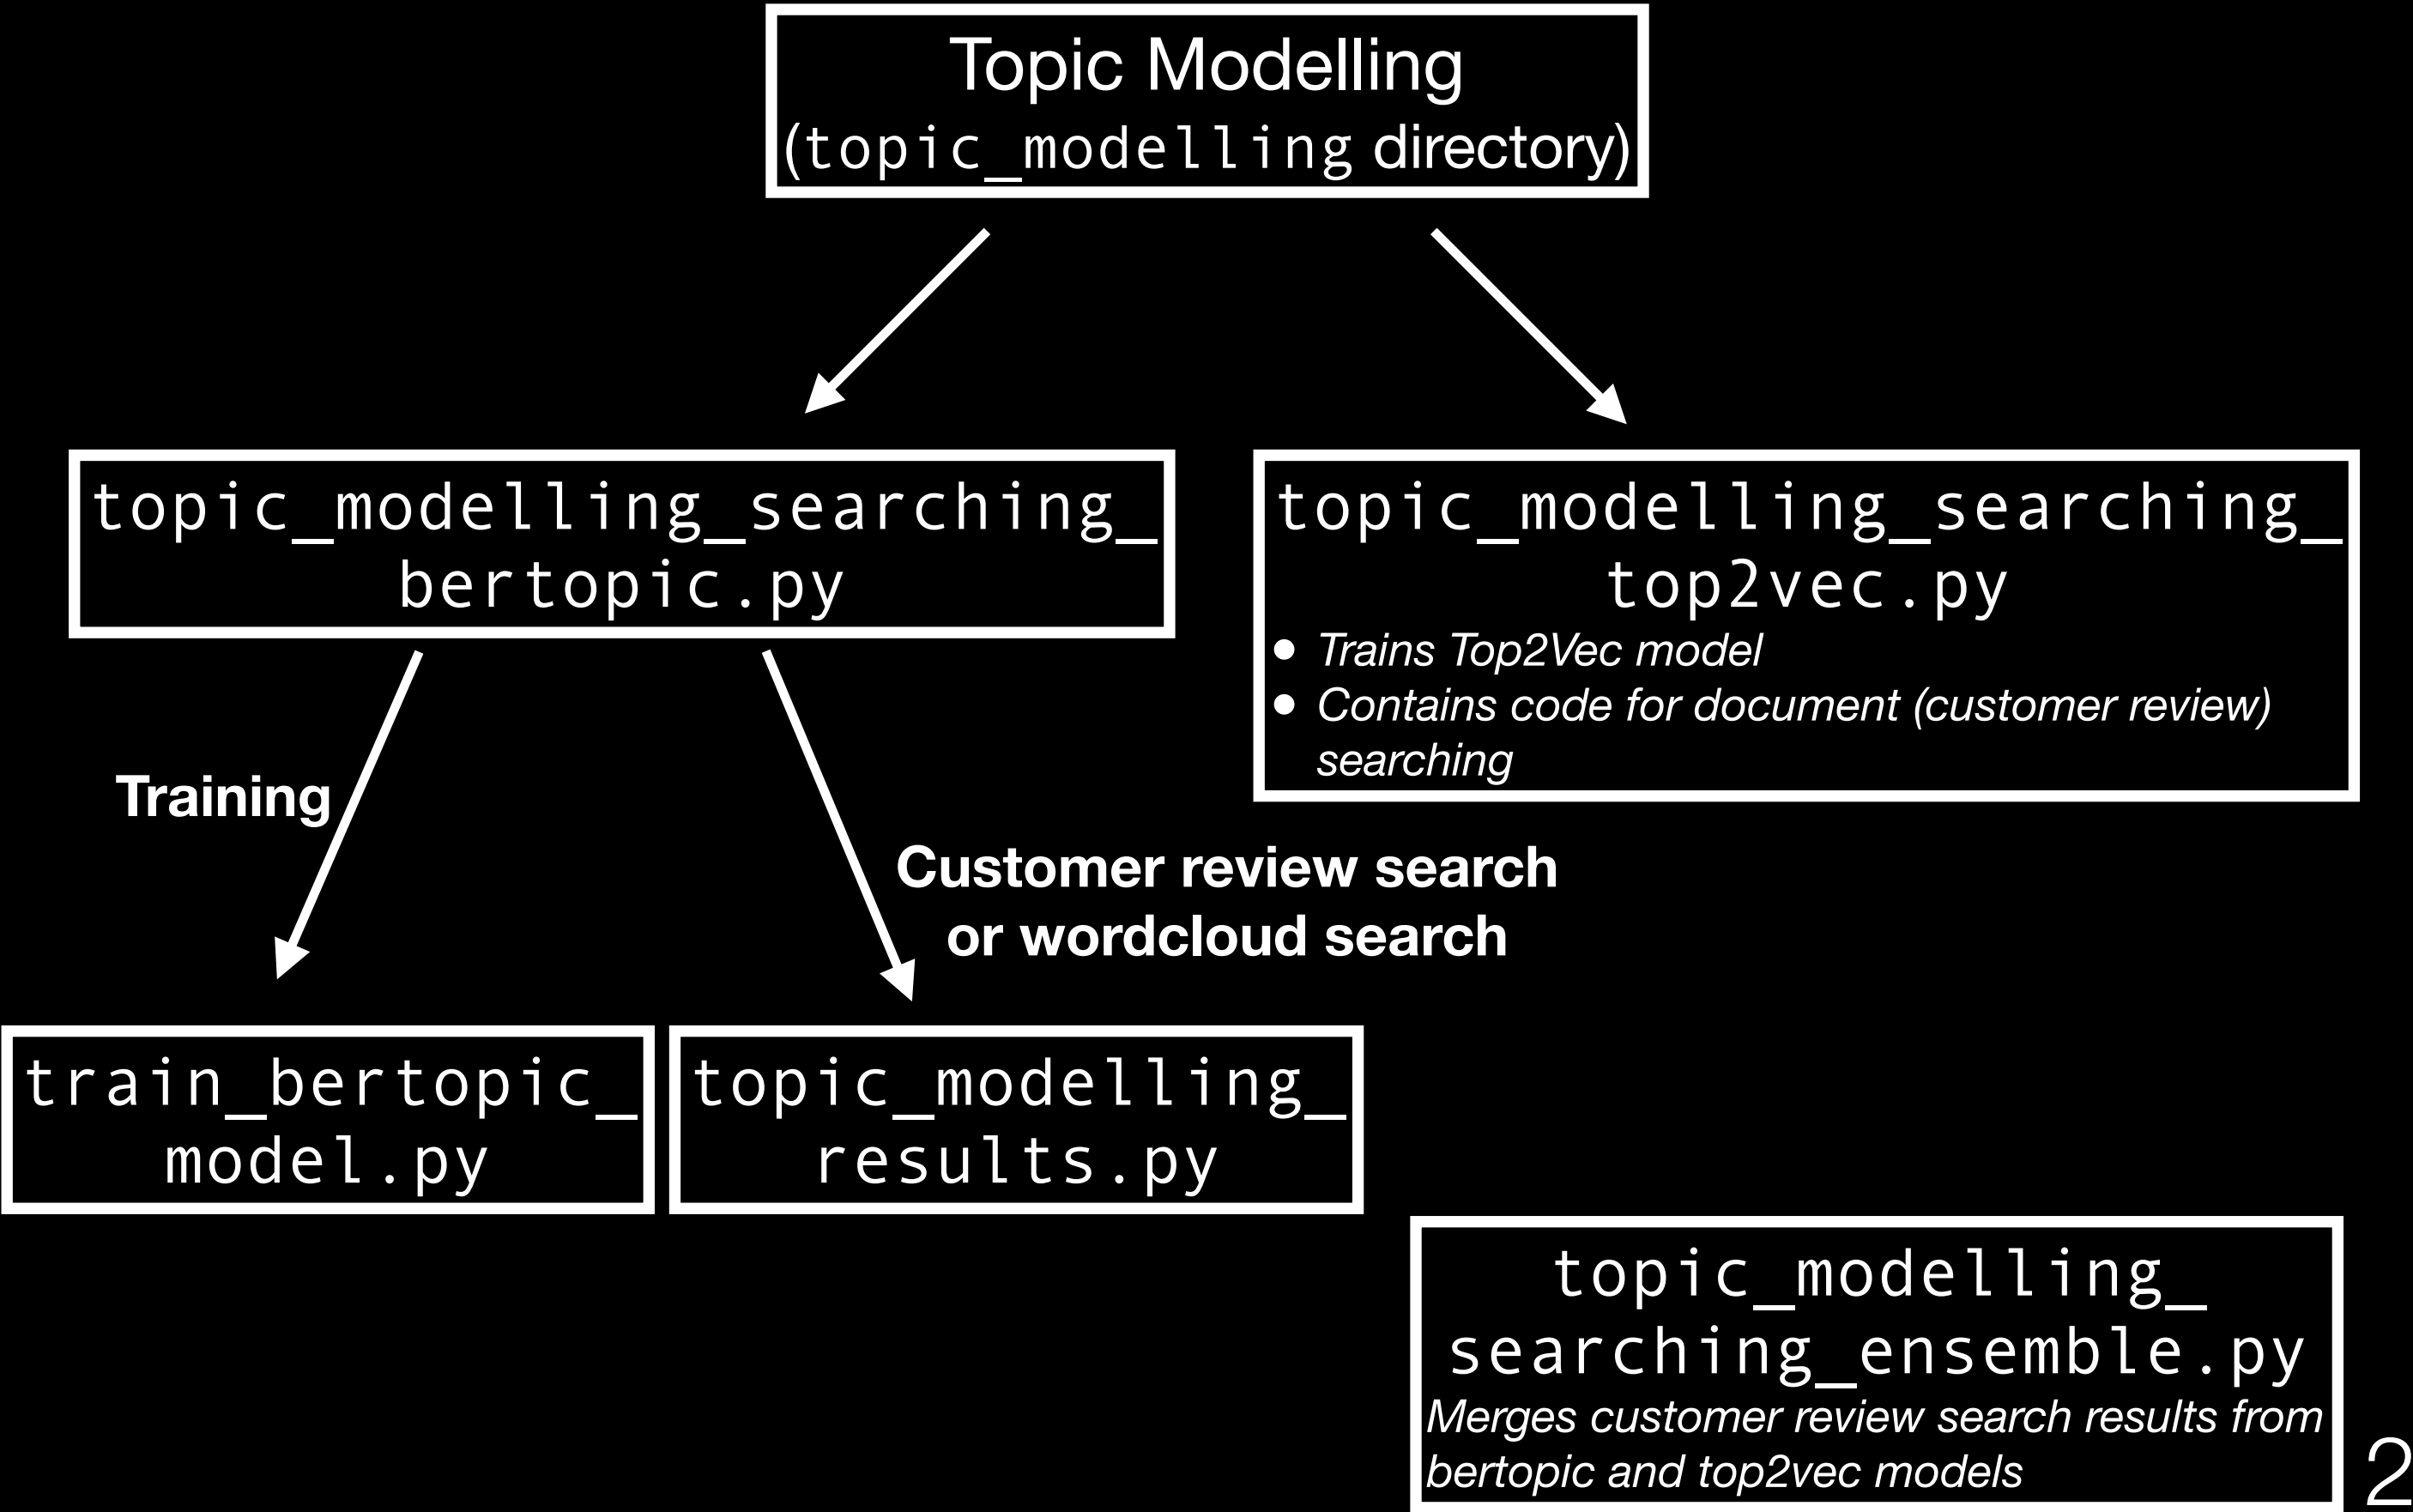 Topic Modelling
(topic_modelling directory)
topic_modelling_searching_
bertopic.py
topic_modelling_searching_
top2vec.py
● Trains Top2Vec model
● Contains code for document (customer review)
searching
Training
Customer review search
or wordcloud search
train_bertopic_
model.py
topic_modelling_
results.py
topic_modelling_
searching_ensemble.py
Merges customer review search results from
bertopic and top2vec models
2